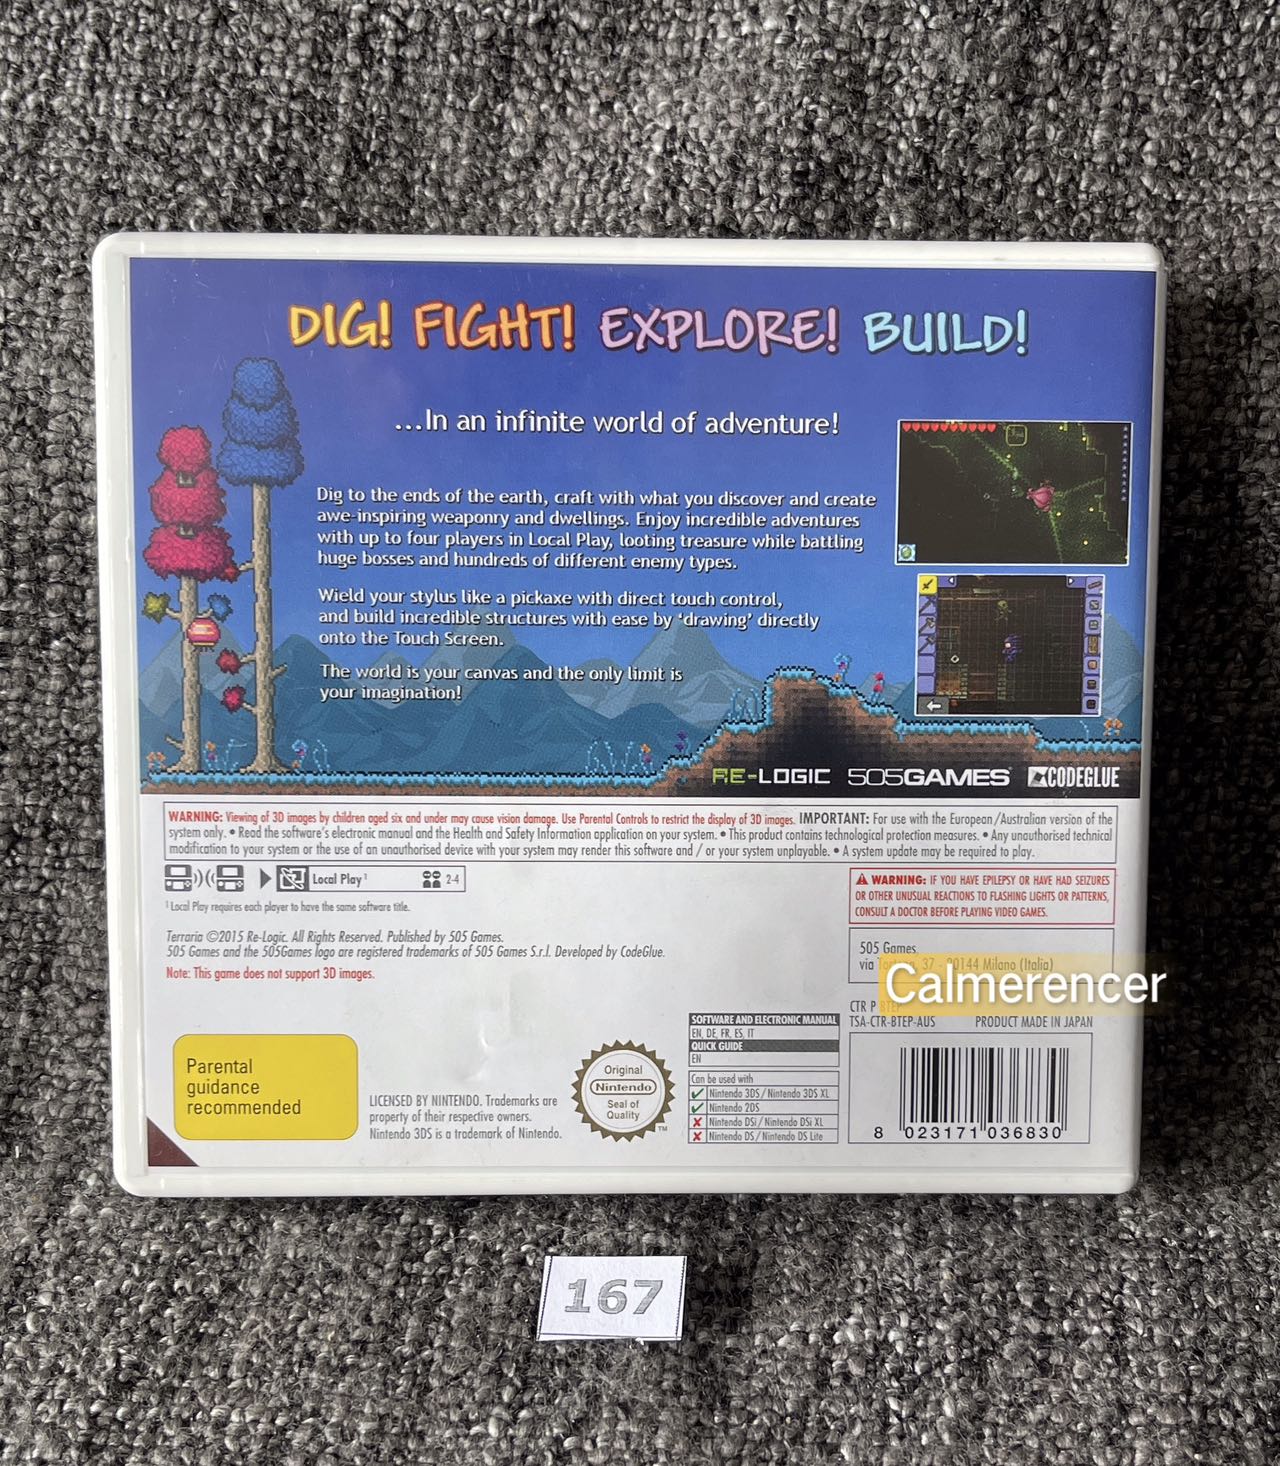 DIG! FIGHT! EXPLORE! BUILD!
...In an infinite world of adventure!
Dig to the ends of the earth, craft with what you discover and create
awe-inspiring weaponry and dwellings. Enjoy incredible adventures
with up to four players in Local Play, looting treasure while battling
huge bosses and hundreds of different enemy types.
Wield your stylus like a pickaxe with direct touch control,
and build incredible structures with ease by 'drawing' directly
onto the Touch Screen.
The world is your canvas and the only limit is
your imagination!
RE-LOGIC 505GAMES CODEGLUE
WARNING: Viewing of 3D images by children aged six and under may cause vision damage. Use Parental Controls to restrict the display of 3D images. IMPORTANT: For use with the European/Australian version of the
system only. • Read the software's electronic manual and the Health and Safety Information application on your system. • This product contains technological protection measures. • Any unauthorised technical
modification to your system or the use of an unauthorised device with your system may render this software and / or your system unplayable. • A system update may be required to play.
Local Play¹ 2-4
¹ Local Play requires each player to have the same software title.
WARNING: IF YOU HAVE EPILEPSY OR HAVE HAD SEIZURES
OR OTHER UNUSUAL REACTIONS TO FLASHING LIGHTS OR PATTERNS,
CONSULT A DOCTOR BEFORE PLAYING VIDEO GAMES.
Terraria ©2015 Re-Logic. All Rights Reserved. Published by 505 Games.
505 Games and the 505Games logo are registered trademarks of 505 Games S.r.l. Developed by CodeGlue.
Note: This game does not support 3D images.
505 Games
via 37 - 20144 Milano (Italia)
Calmerencer
CTR P BTEP
TSA-CTR-BTEP-AUS PRODUCT MADE IN JAPAN
Parental
guidance
recommended
LICENSED BY NINTENDO. Trademarks are
property of their respective owners.
Nintendo 3DS is a trademark of Nintendo.
Original
Nintendo
Seal of
Quality
TM
SOFTWARE AND ELECTRONIC MANUAL
EN, DE, FR, ES, IT
QUICK GUIDE
EN
Can be used with
Nintendo 3DS / Nintendo 3DS XL
Nintendo 2DS
Nintendo DSi / Nintendo DSi XL
Nintendo DS / Nintendo DS Lite
8 023171 036830
167